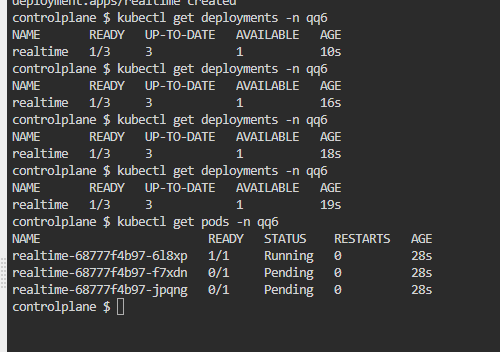 deployment.apps/realtime created
controlplane $ kubectl get deployments -n qq6
NAME       READY   UP-TO-DATE   AVAILABLE   AGE
realtime   1/3     3            1           10s
controlplane $ kubectl get deployments -n qq6
NAME       READY   UP-TO-DATE   AVAILABLE   AGE
realtime   1/3     3            1           16s
controlplane $ kubectl get deployments -n qq6
NAME       READY   UP-TO-DATE   AVAILABLE   AGE
realtime   1/3     3            1           18s
controlplane $ kubectl get deployments -n qq6
NAME       READY   UP-TO-DATE   AVAILABLE   AGE
realtime   1/3     3            1           19s
controlplane $ kubectl get pods -n qq6
NAME                        READY   STATUS    RESTARTS   AGE
realtime-68777f4b97-6l8xp   1/1     Running   0          28s
realtime-68777f4b97-f7xdn   0/1     Pending   0          28s
realtime-68777f4b97-jpqng   0/1     Pending   0          28s
controlplane $